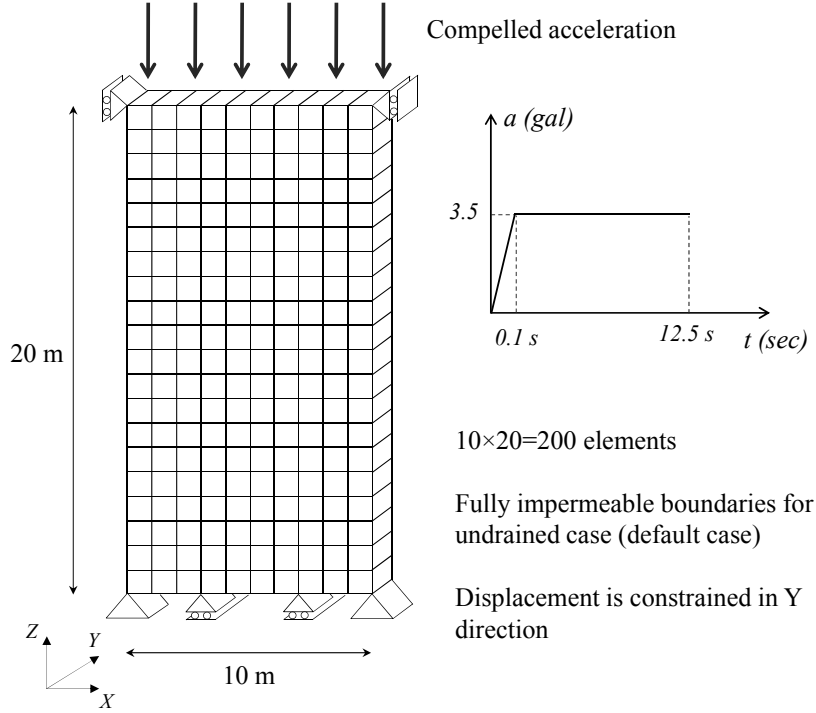 Compelled acceleration
a (gal)
3.5
0.1 s
12.5 s
t (sec)
20 m
10×20=200 elements
Fully impermeable boundaries for
undrained case (default case)
Displacement is constrained in Y
direction
Z
Y
X
10 m